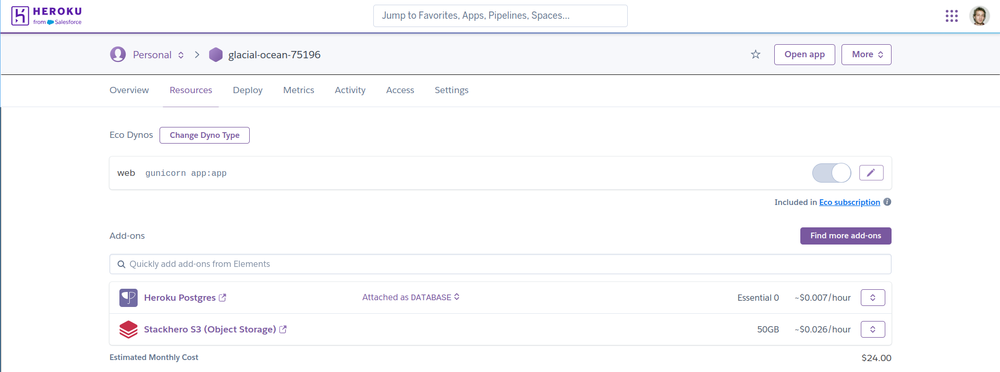 HEROKU
from Salesforce
Jump to Favorites, Apps, Pipelines, Spaces...
Personal > glacial-ocean-75196 Open app More
Overview Resources Deploy Metrics Activity Access Settings
Eco Dynos Change Dyno Type
web gunicorn app:app
Included in Eco subscription i
Add-ons Find more add-ons
Quickly add add-ons from Elements
Heroku Postgres Attached as DATABASE Essential 0 ~$0.007/hour
Stackhero S3 (Object Storage) 50GB ~$0.026/hour
Estimated Monthly Cost $24.00